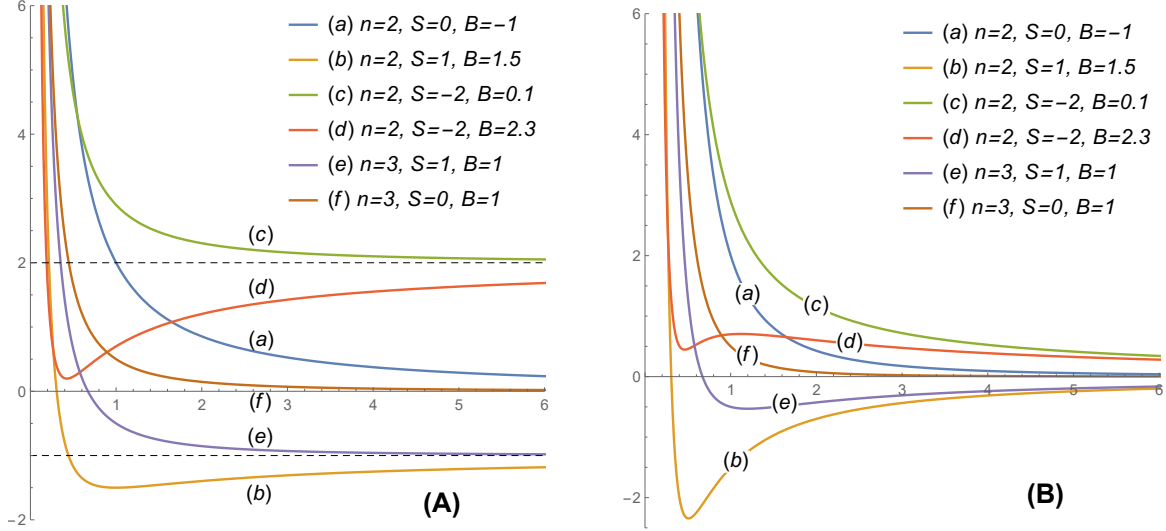 6
4
2
0
−2
1
2
3
4
5
6
(a) n=2, S=0, B=−1
(b) n=2, S=1, B=1.5
(c) n=2, S=−2, B=0.1
(d) n=2, S=−2, B=2.3
(e) n=3, S=1, B=1
(f) n=3, S=0, B=1
(c)
(d)
(a)
(f)
(e)
(b)
(A)
6
4
2
0
−2
1
2
3
4
5
6
(a) n=2, S=0, B=−1
(b) n=2, S=1, B=1.5
(c) n=2, S=−2, B=0.1
(d) n=2, S=−2, B=2.3
(e) n=3, S=1, B=1
(f) n=3, S=0, B=1
(a)
(c)
(d)
(f)
(e)
(b)
(B)